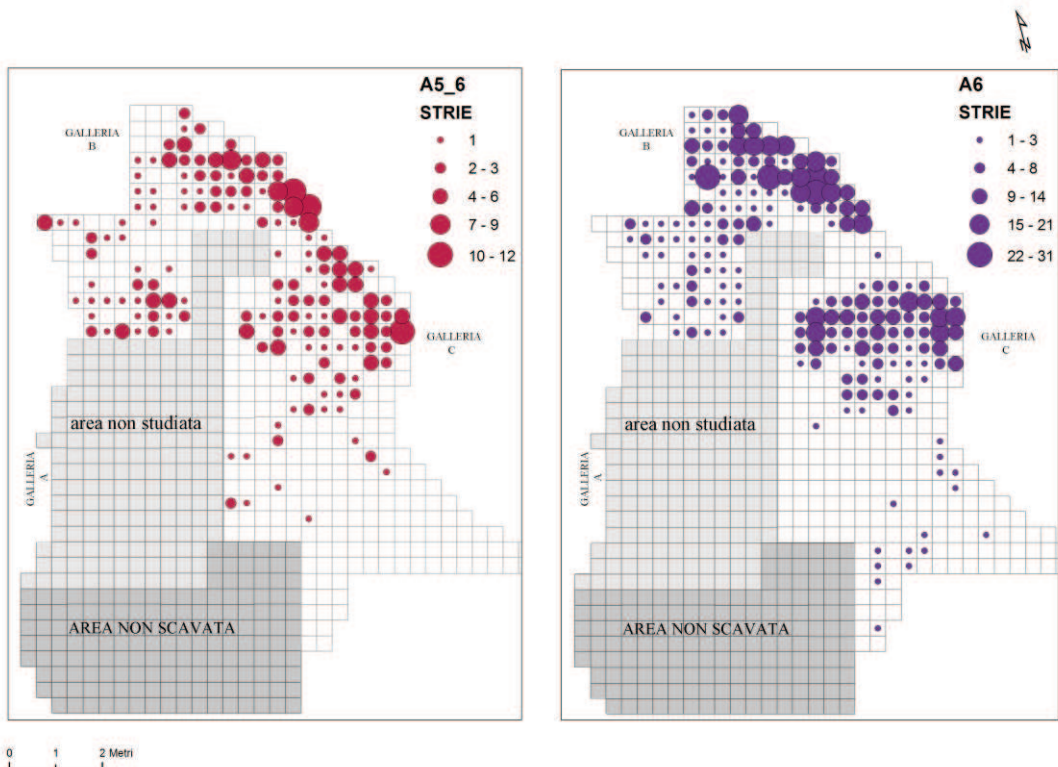 A5_6
STRIE
1
2 - 3
4 - 6
7 - 9
10 - 12
GALLERIA
B
GALLERIA
C
area non studiata
GALLERIA
A
AREA NON SCAVATA
A6
STRIE
1 - 3
4 - 8
9 - 14
15 - 21
22 - 31
GALLERIA
B
GALLERIA
C
area non studiata
GALLERIA
A
AREA NON SCAVATA
N
0 1 2 Metri